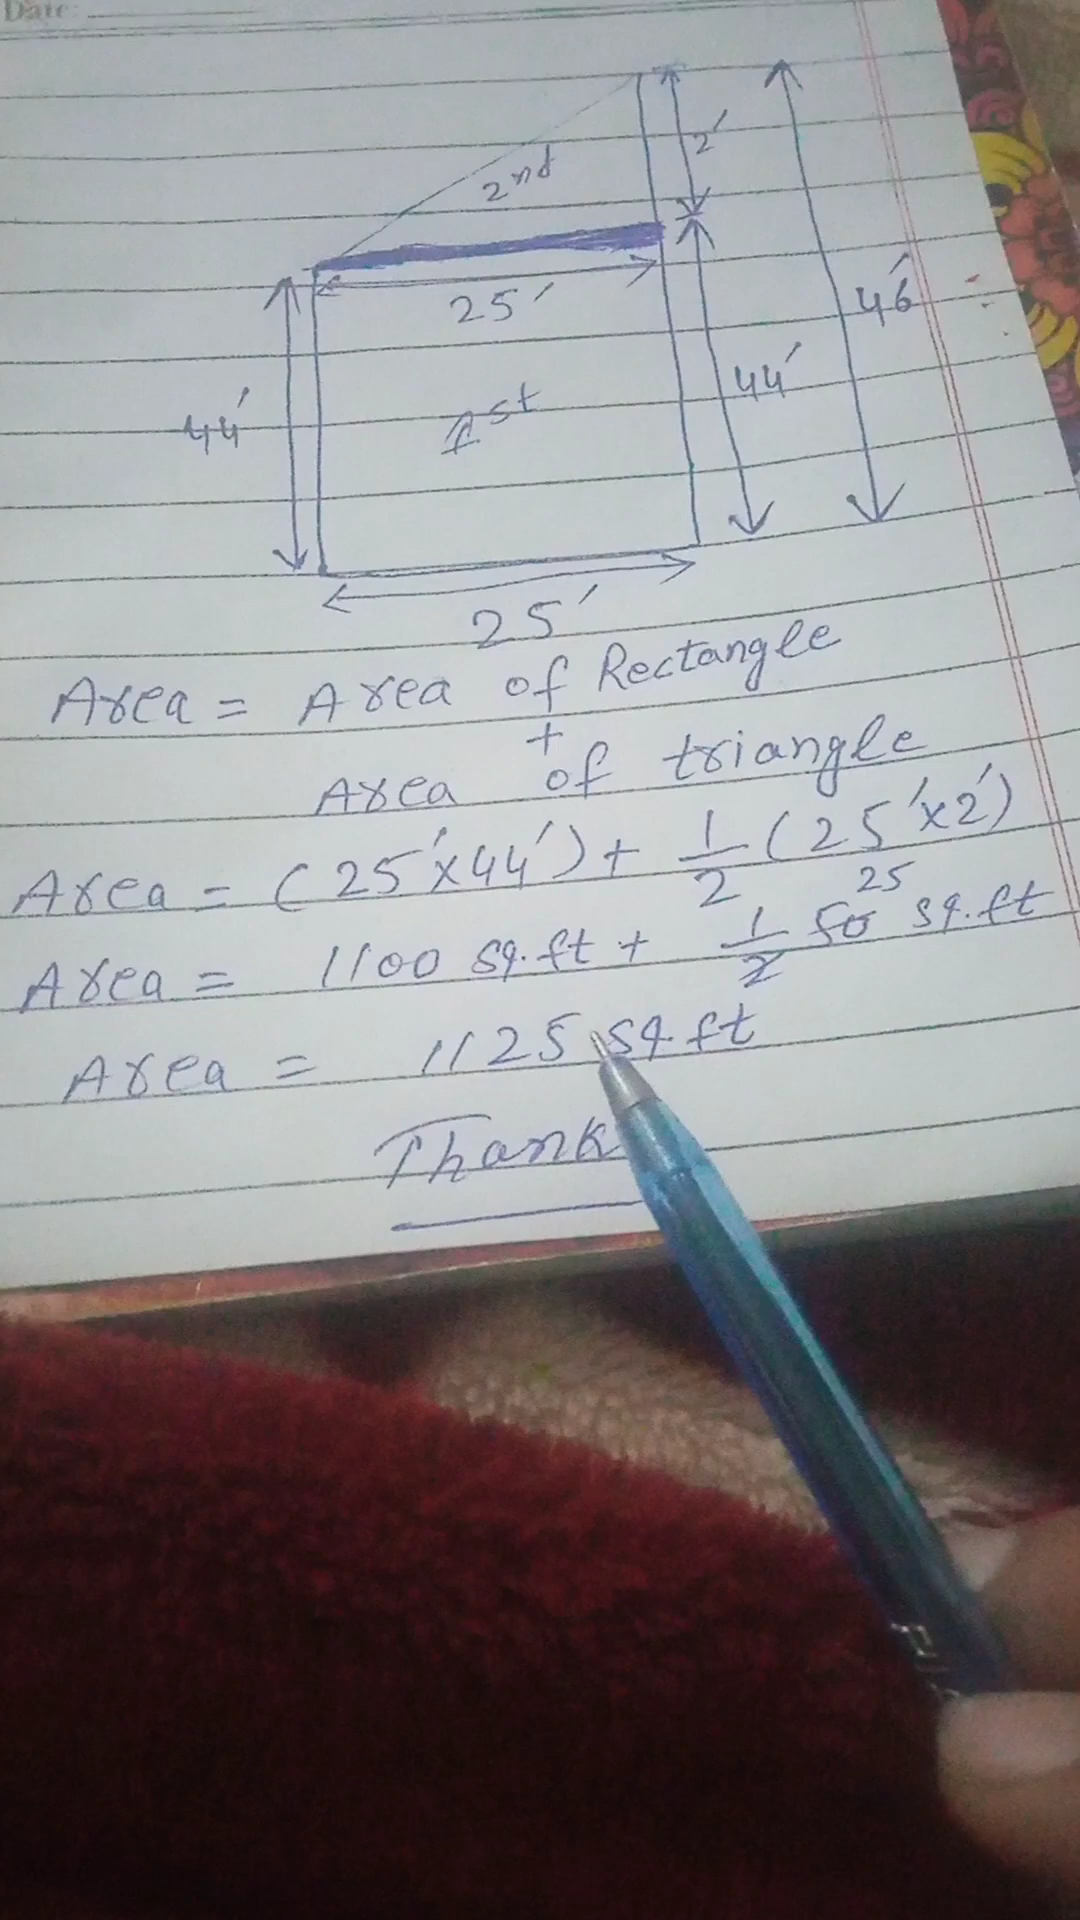 Date:
2'
2nd
25'
46'
44'
44'
1st
25'
Area = Area of Rectangle
+
Area of triangle
Area = (25'x44') + 1/2 (25'x2')
25
Area = 1100 sq.ft + 1/2 50 sq.ft
Area = 1125 sq.ft
Thank